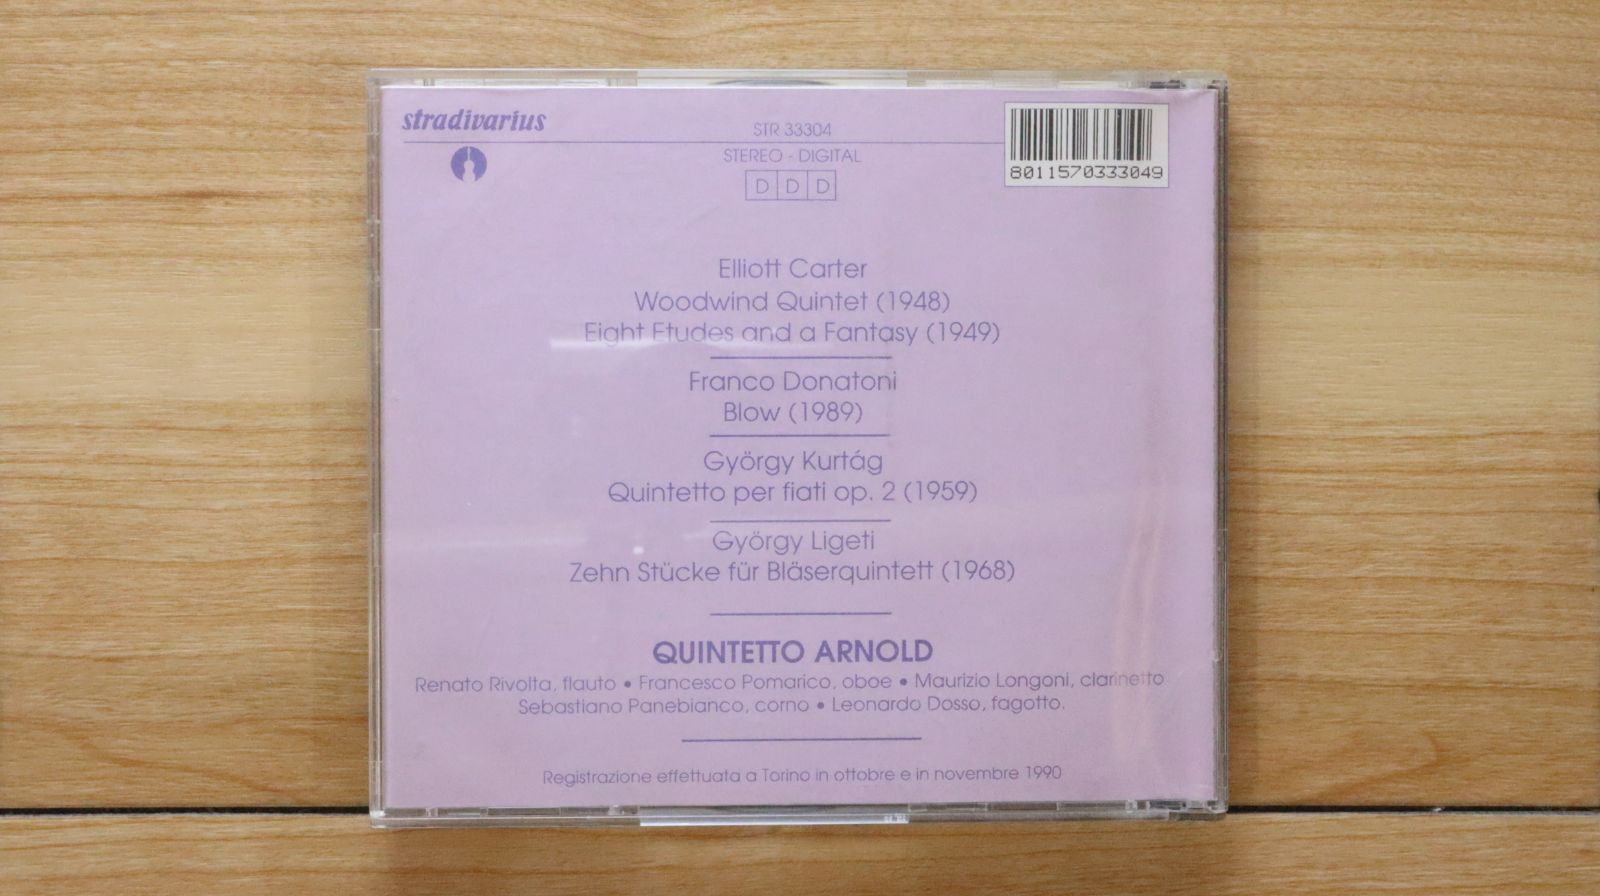 stradivarius
STR 33304
STEREO - DIGITAL
D D D
8011570333049
Elliott Carter
Woodwind Quintet (1948)
Eight Etudes and a Fantasy (1949)
Franco Donatoni
Blow (1989)
György Kurtág
Quintetto per fiati op. 2 (1959)
György Ligeti
Zehn Stücke für Bläserquintett (1968)
QUINTETTO ARNOLD
Renato Rivolta, flauto • Francesco Pomarico, oboe • Maurizio Longoni, clarinetto
Sebastiano Panebianco, corno • Leonardo Dosso, fagotto.
Registrazione effettuata a Torino in ottobre e in novembre 1990